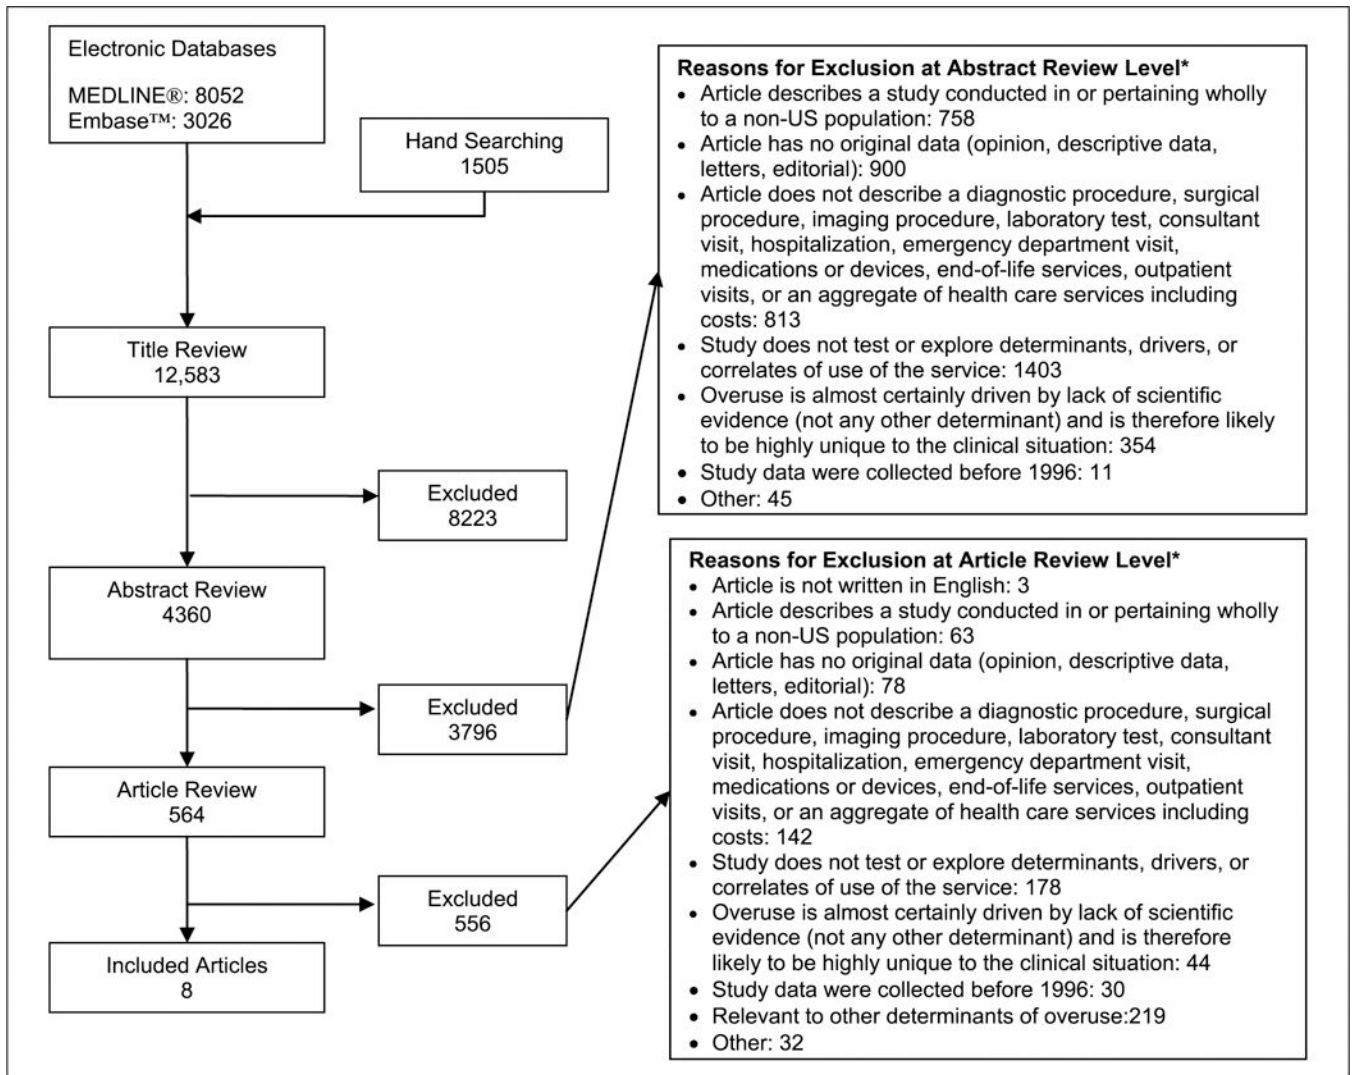 Electronic Databases
MEDLINE®: 8052
Embase™: 3026
Hand Searching
1505
Title Review
12,583
Excluded
8223
Abstract Review
4360
Excluded
3796
Article Review
564
Excluded
556
Included Articles
8
Reasons for Exclusion at Abstract Review Level*
• Article describes a study conducted in or pertaining wholly
to a non-US population: 758
• Article has no original data (opinion, descriptive data,
letters, editorial): 900
• Article does not describe a diagnostic procedure, surgical
procedure, imaging procedure, laboratory test, consultant
visit, hospitalization, emergency department visit,
medications or devices, end-of-life services, outpatient
visits, or an aggregate of health care services including
costs: 813
• Study does not test or explore determinants, drivers, or
correlates of use of the service: 1403
• Overuse is almost certainly driven by lack of scientific
evidence (not any other determinant) and is therefore likely
to be highly unique to the clinical situation: 354
• Study data were collected before 1996: 11
• Other: 45
Reasons for Exclusion at Article Review Level*
• Article is not written in English: 3
• Article describes a study conducted in or pertaining wholly
to a non-US population: 63
• Article has no original data (opinion, descriptive data,
letters, editorial): 78
• Article does not describe a diagnostic procedure, surgical
procedure, imaging procedure, laboratory test, consultant
visit, hospitalization, emergency department visit,
medications or devices, end-of-life services, outpatient
visits, or an aggregate of health care services including
costs: 142
• Study does not test or explore determinants, drivers, or
correlates of use of the service: 178
• Overuse is almost certainly driven by lack of scientific
evidence (not any other determinant) and is therefore
likely to be highly unique to the clinical situation: 44
• Study data were collected before 1996: 30
• Relevant to other determinants of overuse:219
• Other: 32